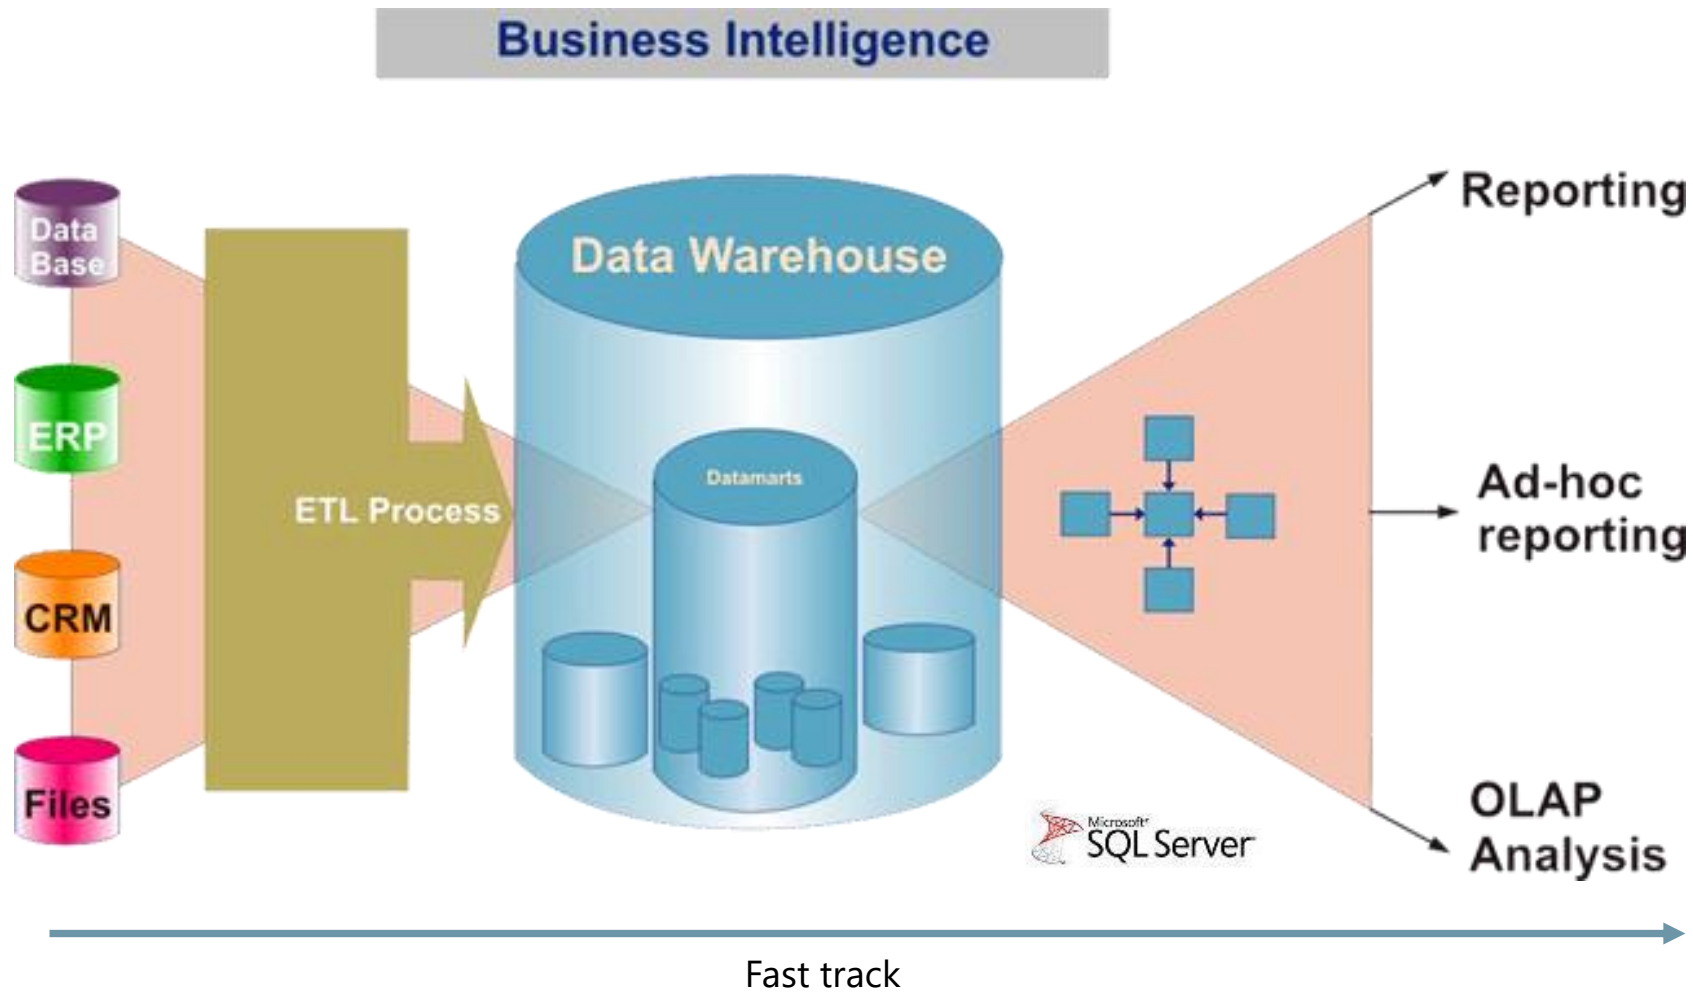 Business Intelligence
Data
Base
ERP
CRM
Files
ETL Process
Data Warehouse
Datamarts
Reporting
Ad-hoc
reporting
OLAP
Analysis
Microsoft®
SQL Server
Fast track